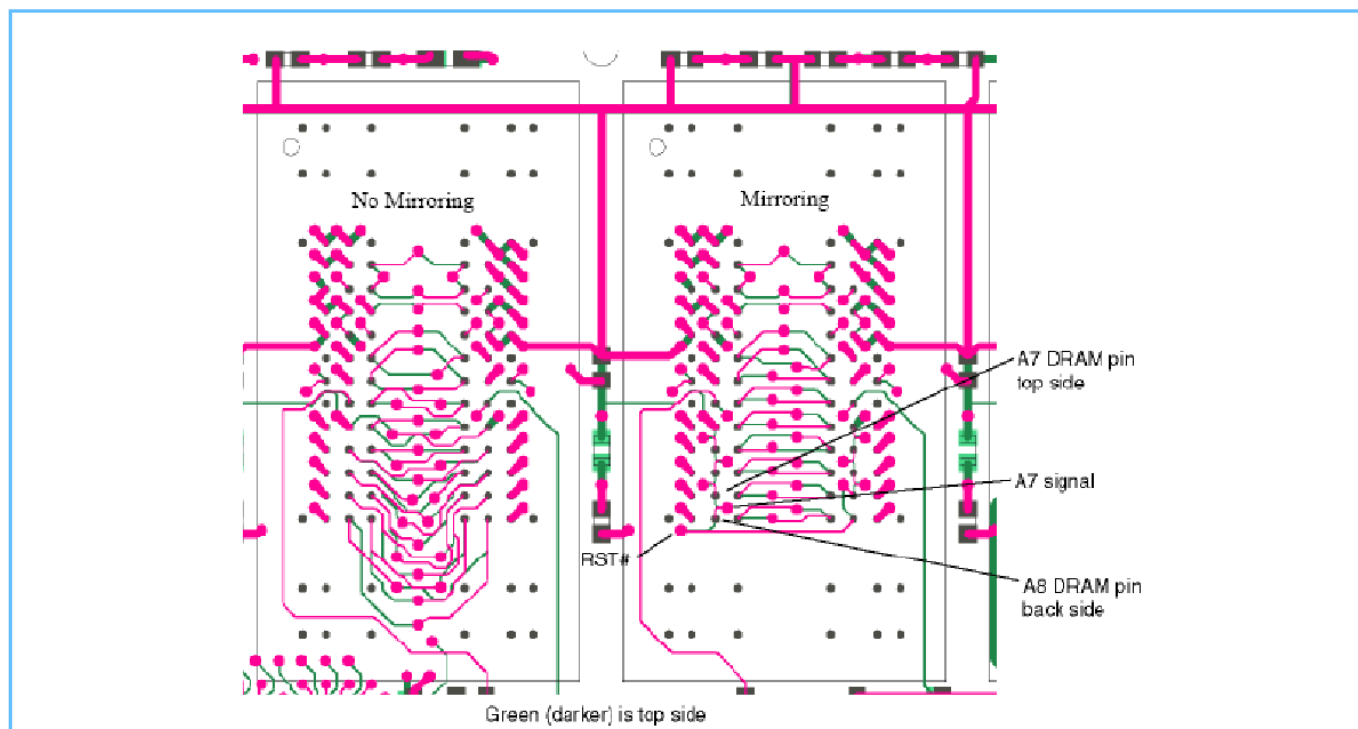 No Mirroring
Mirroring
A7 DRAM pin
top side
A7 signal
RST#
A8 DRAM pin
back side
Green (darker) is top side